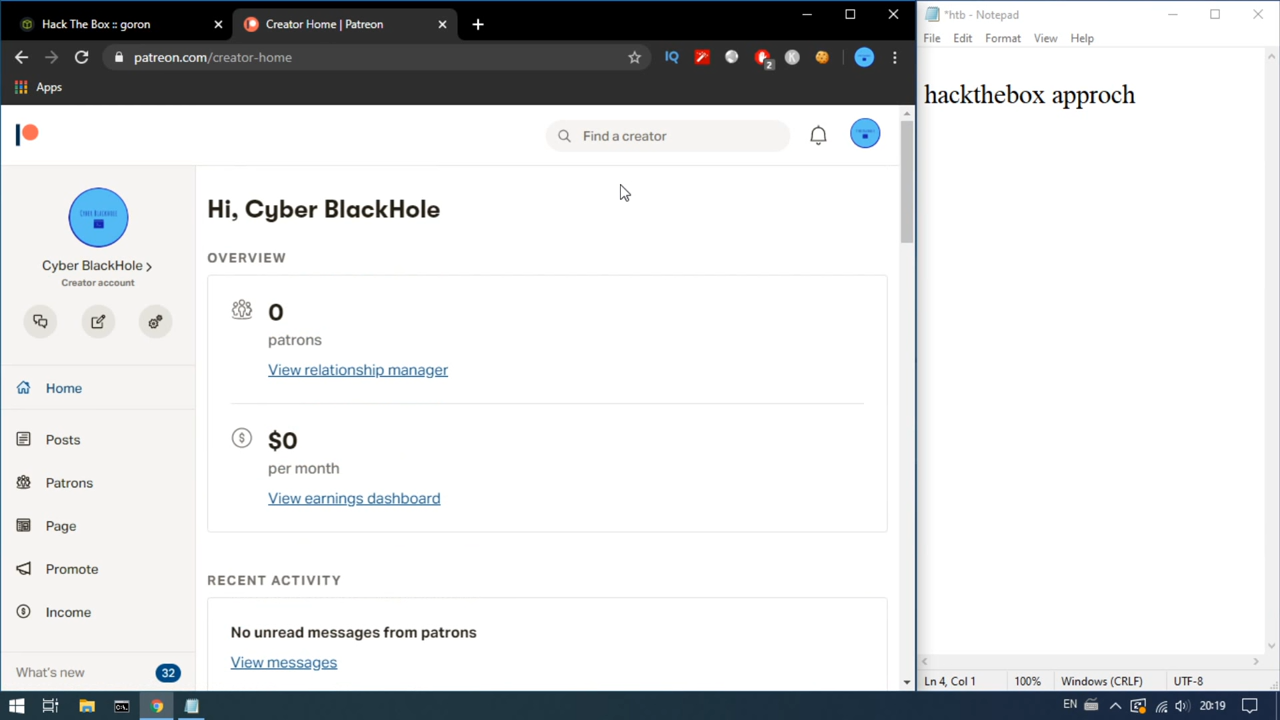 Hack The Box :: goron
Creator Home | Patreon
patreon.com/creator-home
IQ
2
K
Apps
Find a creator
CYBER BLACKHOLE
Cyber BlackHole
Creator account
Home
Posts
Patrons
Page
Promote
Income
What's new
32
Hi, Cyber BlackHole
OVERVIEW
0
patrons
View relationship manager
$0
per month
View earnings dashboard
RECENT ACTIVITY
No unread messages from patrons
View messages
*htb - Notepad
File Edit Format View Help
hackthebox approch
Ln 4, Col 1 100% Windows (CRLF) UTF-8
EN 20:19